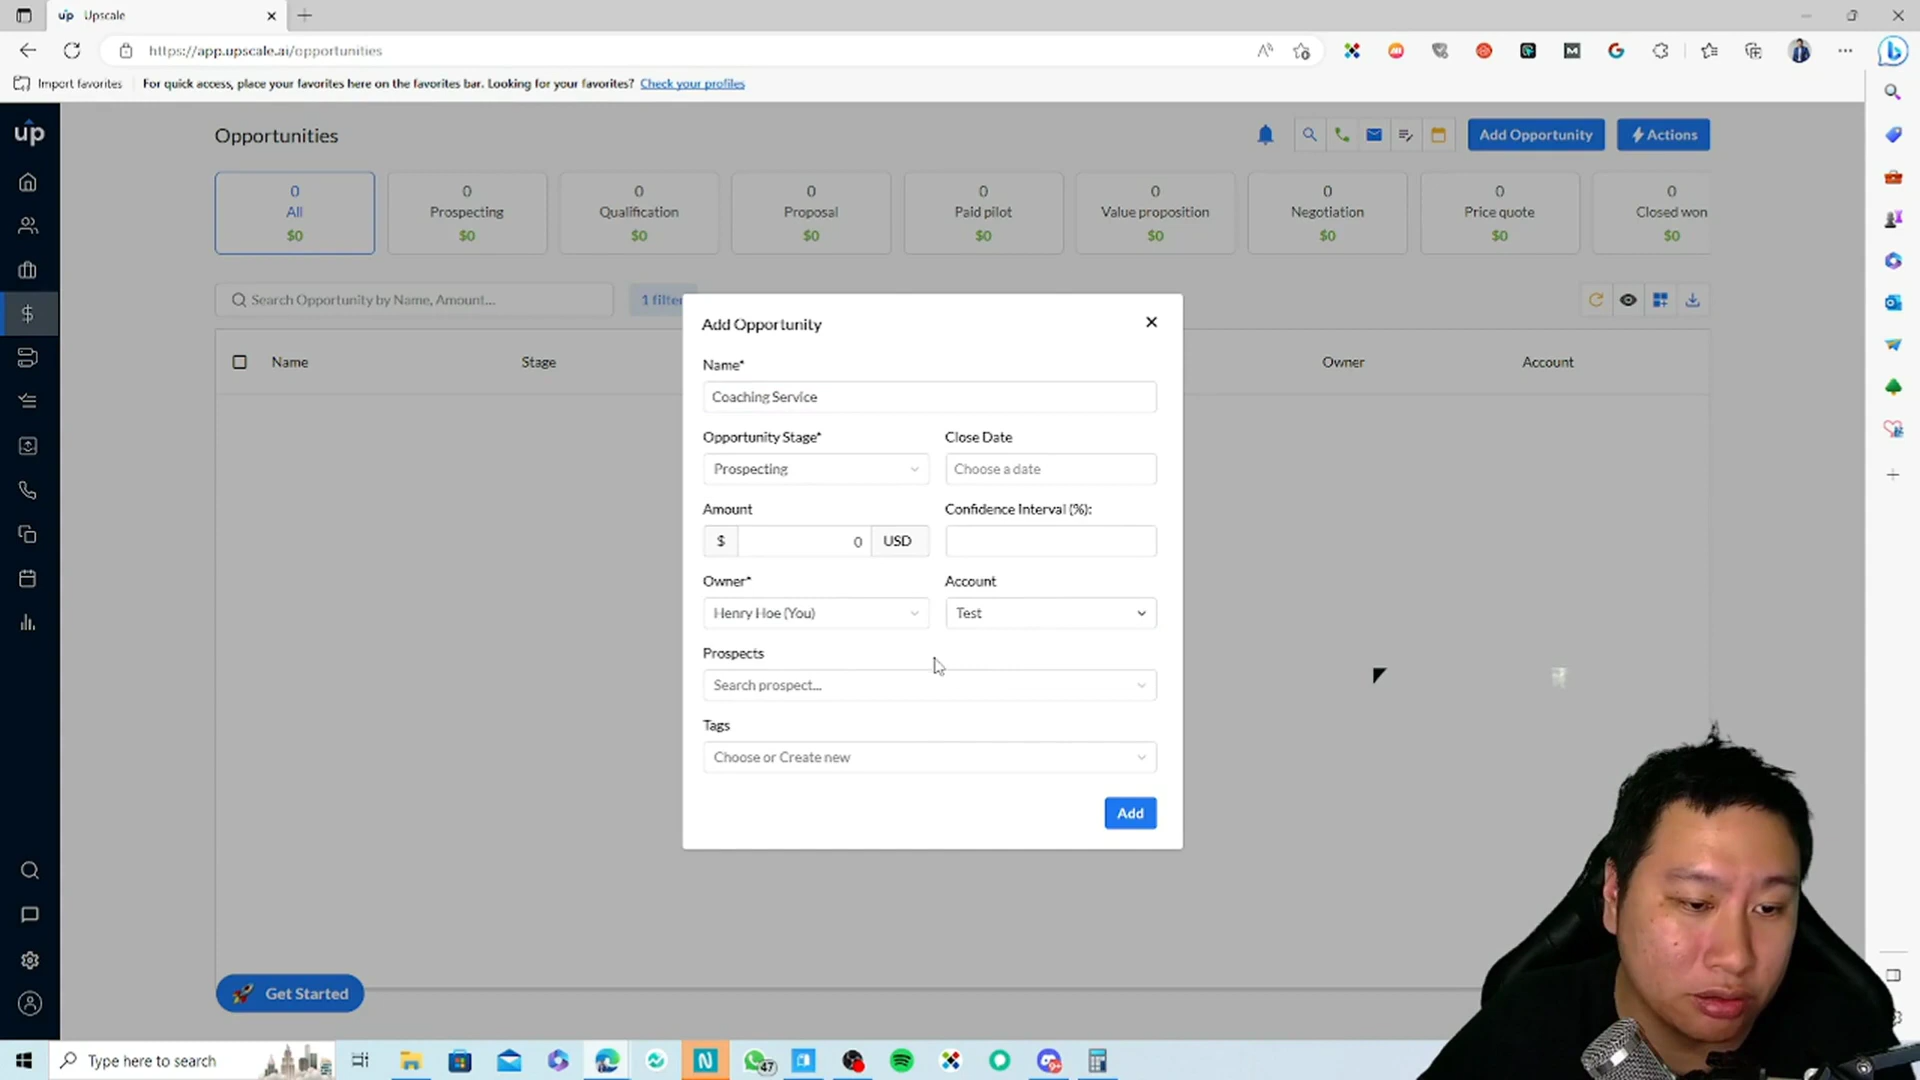 up Upscale
https://app.upscale.ai/opportunities
Import favorites
For quick access, place your favorites here on the favorites bar. Looking for your favorites? Check your profiles
up
Opportunities
Add Opportunity
Actions
0
All
$0
0
Prospecting
$0
0
Qualification
$0
0
Proposal
$0
0
Paid pilot
$0
0
Value proposition
$0
0
Negotiation
$0
0
Price quote
$0
0
Closed won
$0
Search Opportunity by Name, Amount...
1 filter
Name
Stage
Owner
Account
Add Opportunity
Name*
Coaching Service
Opportunity Stage*
Close Date
Prospecting
Choose a date
Amount
Confidence Interval (%):
$ 0 USD
Owner*
Account
Henry Hoe (You)
Test
Prospects
Search prospect...
Tags
Choose or Create new
Add
Get Started
Type here to search
47